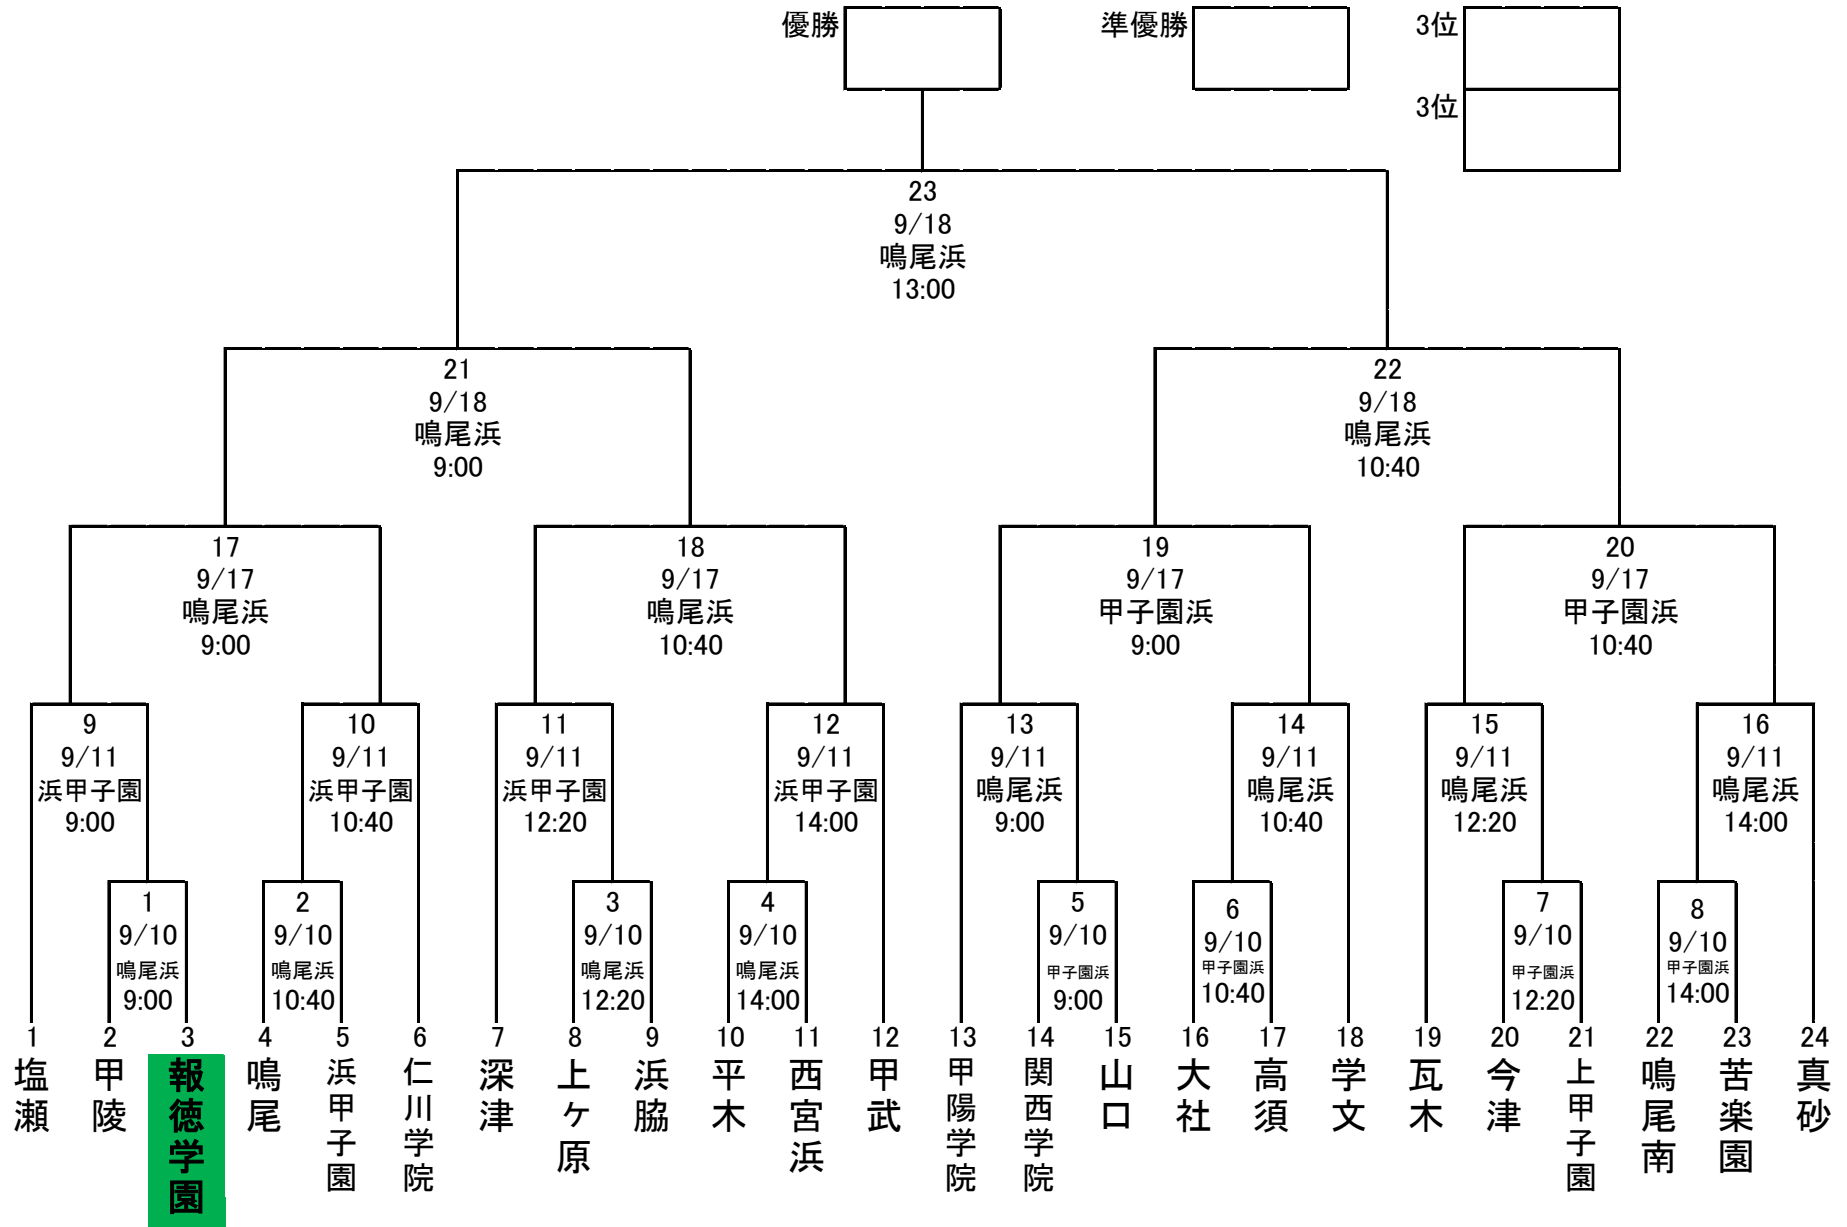 優勝
準優勝
3位
3位
23
9/18
鳴尾浜
13:00
21
9/18
鳴尾浜
9:00
22
9/18
鳴尾浜
10:40
17
9/17
鳴尾浜
9:00
18
9/17
鳴尾浜
10:40
19
9/17
甲子園浜
9:00
20
9/17
甲子園浜
10:40
9
9/11
浜甲子園
9:00
10
9/11
浜甲子園
10:40
11
9/11
浜甲子園
12:20
12
9/11
浜甲子園
14:00
13
9/11
鳴尾浜
9:00
14
9/11
鳴尾浜
10:40
15
9/11
鳴尾浜
12:20
16
9/11
鳴尾浜
14:00
1
9/10
鳴尾浜
9:00
2
9/10
鳴尾浜
10:40
3
9/10
鳴尾浜
12:20
4
9/10
鳴尾浜
14:00
5
9/10
甲子園浜
9:00
6
9/10
甲子園浜
10:40
7
9/10
甲子園浜
12:20
8
9/10
甲子園浜
14:00
1
塩瀬
2
甲陵
3
報徳学園
4
鳴尾
5
浜甲子園
6
仁川学院
7
深津
8
上ケ原
9
浜脇
10
平木
11
西宮浜
12
甲武
13
甲陽学院
14
関西学院
15
山口
16
大社
17
高須
18
学文
19
瓦木
20
今津
21
上甲子園
22
鳴尾南
23
苦楽園
24
真砂